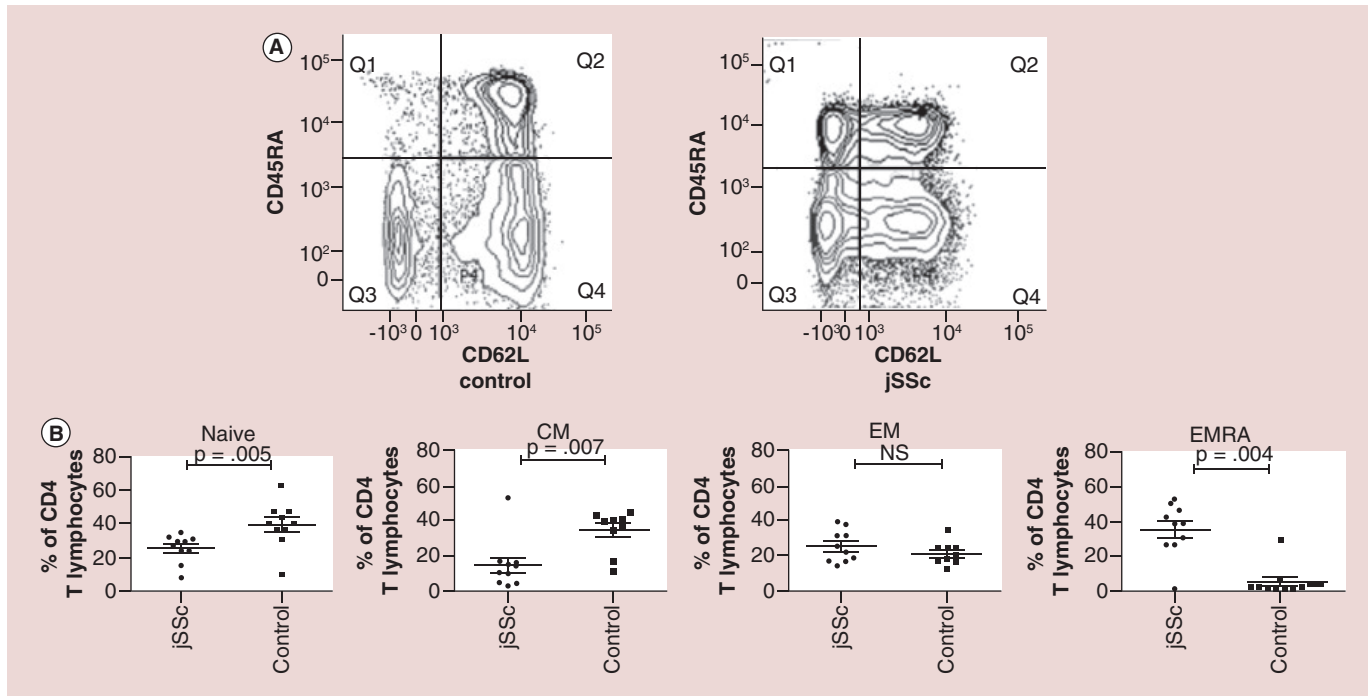 A
Q1
Q2
Q3
Q4
10⁵
10⁴
10³
10²
0
CD45RA
P4
-10³ 0 10³ 10⁴ 10⁵
CD62L
control
Q1
Q2
Q3
Q4
10⁵
10⁴
10³
10²
0
CD45RA
-10³ 0 10³ 10⁴ 10⁵
CD62L
jSSc
B
Naive
p = .005
% of CD4
T lymphocytes
80
60
40
20
0
jSSc
Control
CM
p = .007
% of CD4
T lymphocytes
80
60
40
20
0
jSSc
Control
EM
NS
% of CD4
T lymphocytes
80
60
40
20
0
jSSc
Control
EMRA
p = .004
% of CD4
T lymphocytes
80
60
40
20
0
jSSc
Control